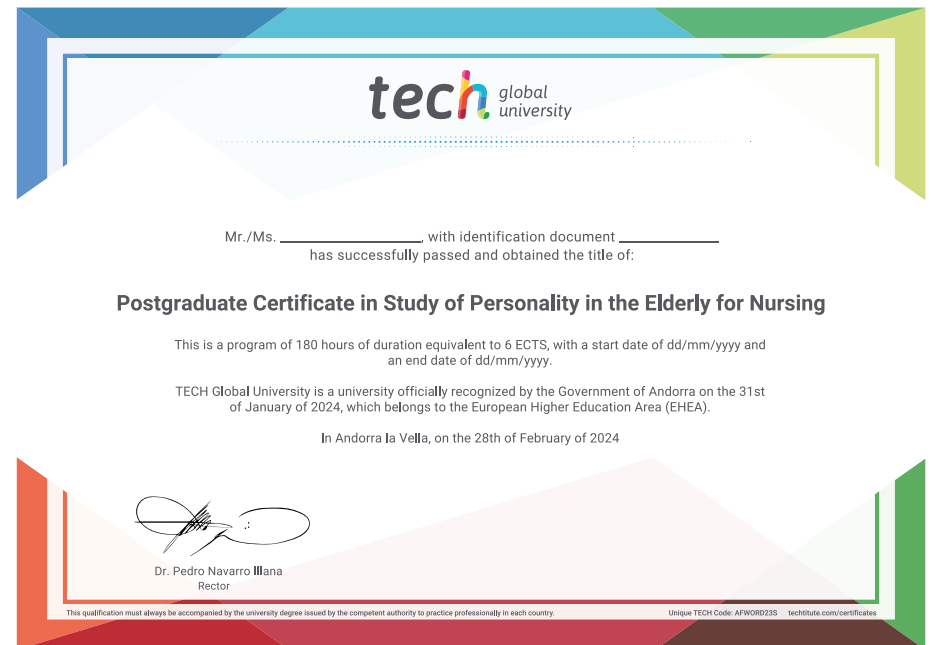 tech global university
Mr./Ms. ____________________, with identification document ______________
has successfully passed and obtained the title of:
Postgraduate Certificate in Study of Personality in the Elderly for Nursing
This is a program of 180 hours of duration equivalent to 6 ECTS, with a start date of dd/mm/yyyy and
an end date of dd/mm/yyyy.
TECH Global University is a university officially recognized by the Government of Andorra on the 31st
of January of 2024, which belongs to the European Higher Education Area (EHEA).
In Andorra la Vella, on the 28th of February of 2024
Dr. Pedro Navarro Illana
Rector
This qualification must always be accompanied by the university degree issued by the competent authority to practice professionally in each country. Unique TECH Code: AFWORD23S techtitute.com/certificates